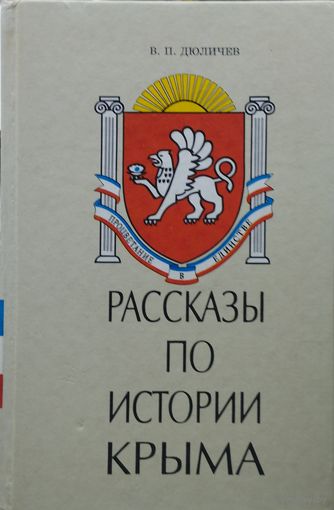 В. П. ДЮЛИЧЕВ
ПРОЦВЕТАНИЕ В ЕДИНСТВЕ
РАССКАЗЫ
ПО
ИСТОРИИ
КРЫМА